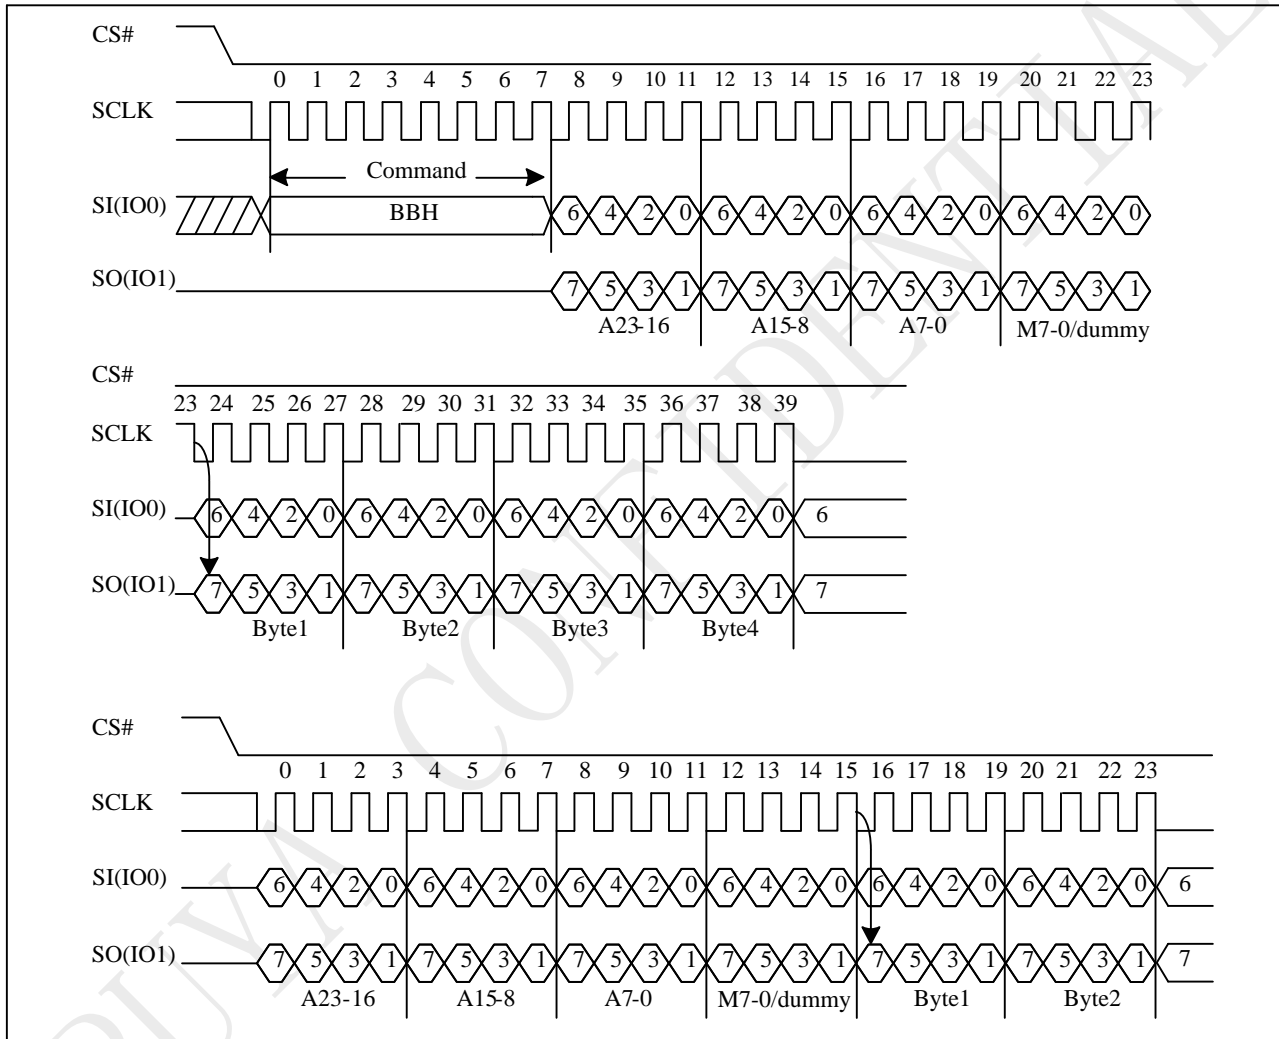 CS#
0 1 2 3 4 5 6 7 8 9 10 11 12 13 14 15 16 17 18 19 20 21 22 23
SCLK
Command
SI(IO0) BBH 6 4 2 0 6 4 2 0 6 4 2 0 6 4 2 0
SO(IO1) 7 5 3 1 7 5 3 1 7 5 3 1 7 5 3 1
A23-16 A15-8 A7-0 M7-0/dummy
CS#
23 24 25 26 27 28 29 30 31 32 33 34 35 36 37 38 39
SCLK
SI(IO0) 6 4 2 0 6 4 2 0 6 4 2 0 6 4 2 0 6
SO(IO1) 7 5 3 1 7 5 3 1 7 5 3 1 7 5 3 1 7
Byte1 Byte2 Byte3 Byte4
CS#
0 1 2 3 4 5 6 7 8 9 10 11 12 13 14 15 16 17 18 19 20 21 22 23
SCLK
SI(IO0) 6 4 2 0 6 4 2 0 6 4 2 0 6 4 2 0 6 4 2 0 6 4 2 0 6
SO(IO1) 7 5 3 1 7 5 3 1 7 5 3 1 7 5 3 1 7 5 3 1 7 5 3 1 7
A23-16 A15-8 A7-0 M7-0/dummy Byte1 Byte2
PUYA CONFIDENTIAL